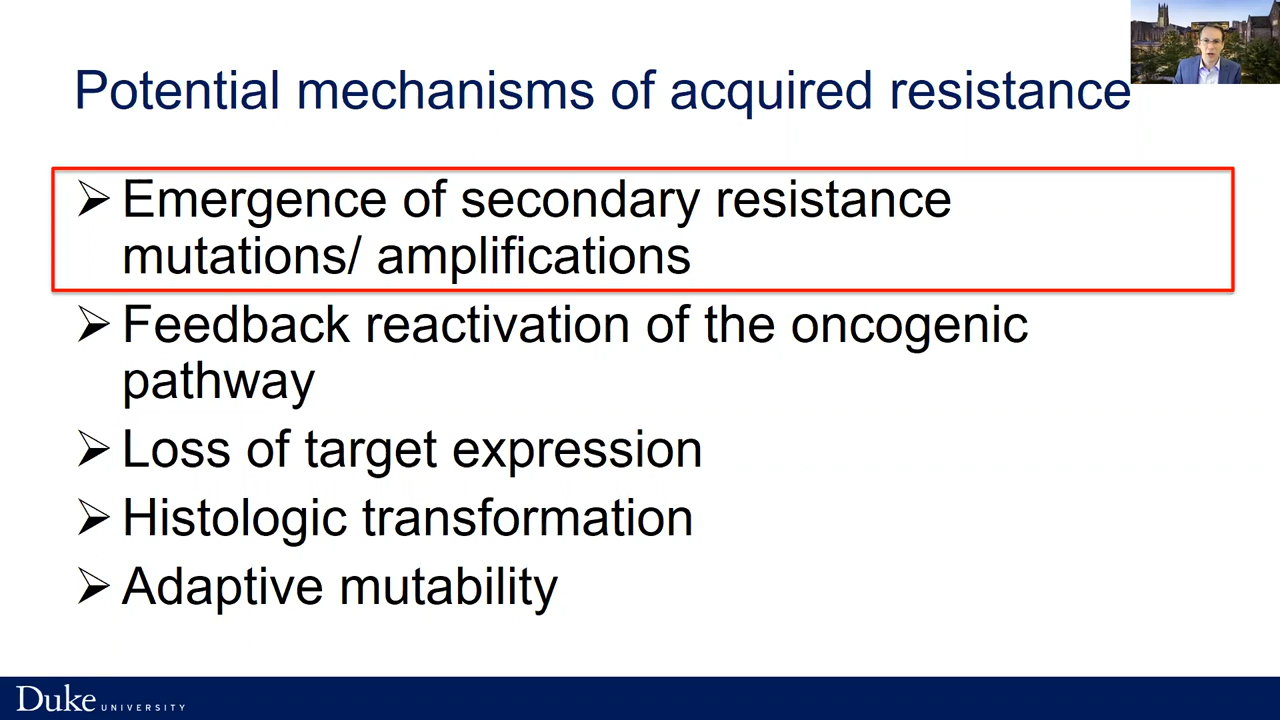 Potential mechanisms of acquired resistance
➢ Emergence of secondary resistance
mutations/ amplifications
➢ Feedback reactivation of the oncogenic
pathway
➢ Loss of target expression
➢ Histologic transformation
➢ Adaptive mutability
Duke UNIVERSITY